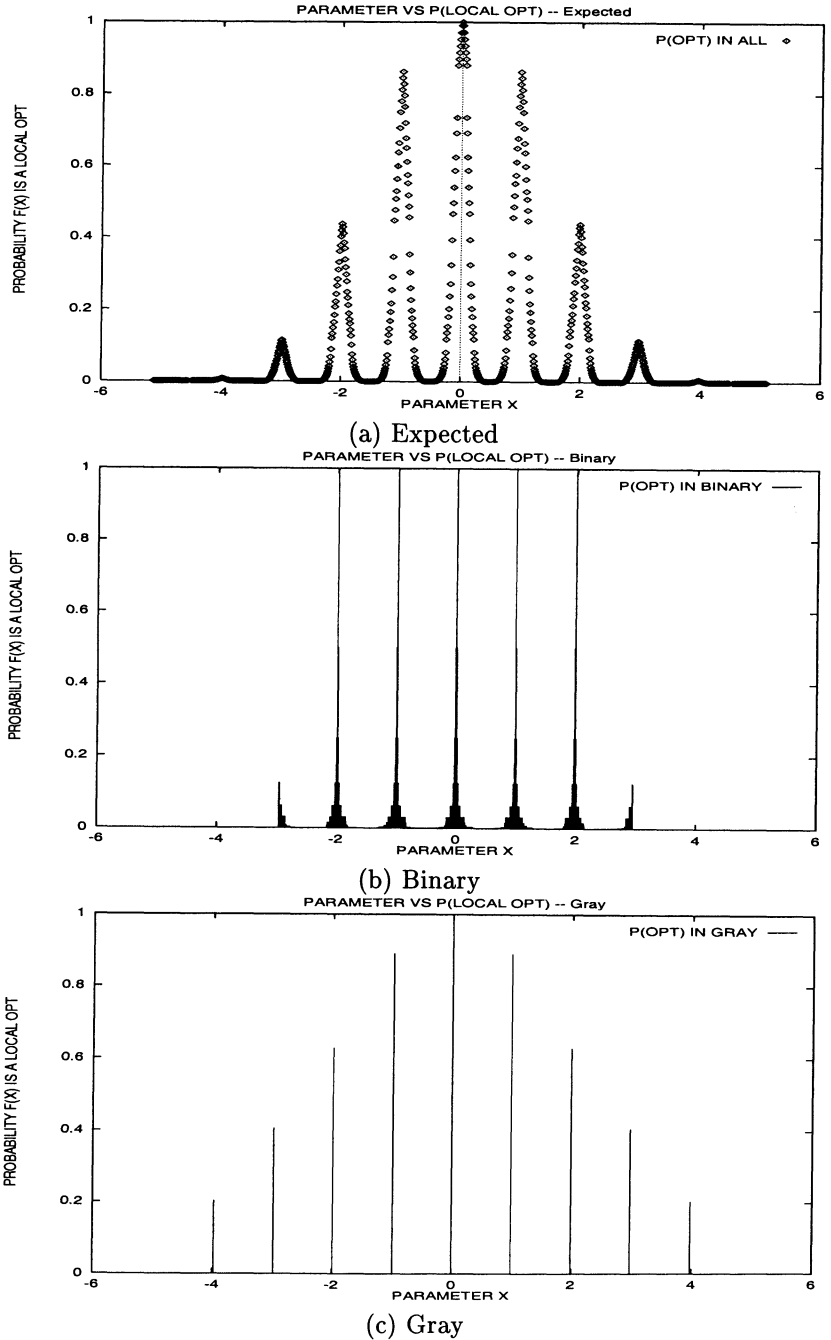 PARAMETER VS P(LOCAL OPT) -- Expected
P(OPT) IN ALL
PROBABILITY F(X) IS A LOCAL OPT
1
0.8
0.6
0.4
0.2
0
-6 -4 -2 0 2 4 6
PARAMETER X
(a) Expected
PARAMETER VS P(LOCAL OPT) -- Binary
P(OPT) IN BINARY
PROBABILITY F(X) IS A LOCAL OPT
1
0.8
0.6
0.4
0.2
0
-6 -4 -2 0 2 4 6
PARAMETER X
(b) Binary
PARAMETER VS P(LOCAL OPT) -- Gray
P(OPT) IN GRAY
PROBABILITY F(X) IS A LOCAL OPT
1
0.8
0.6
0.4
0.2
0
-6 -4 -2 0 2 4 6
PARAMETER X
(c) Gray